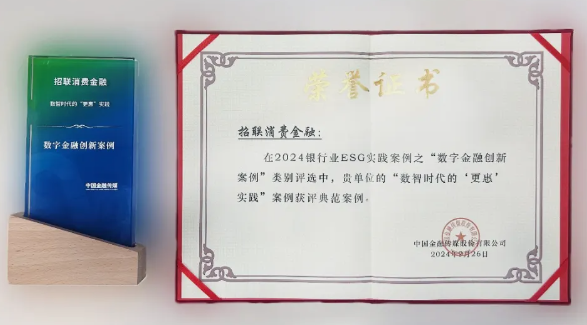 招联消费金融
数智时代的“更惠”实践
数字金融创新案例
中国金融传媒
荣誉证书
招联消费金融：
在2024银行业ESG实践案例之“数字金融创新
案例”类别评选中，贵单位的“数智时代的‘更惠’
实践”案例获评典范案例。
中国金融传媒股份有限公司
2024年9月26日